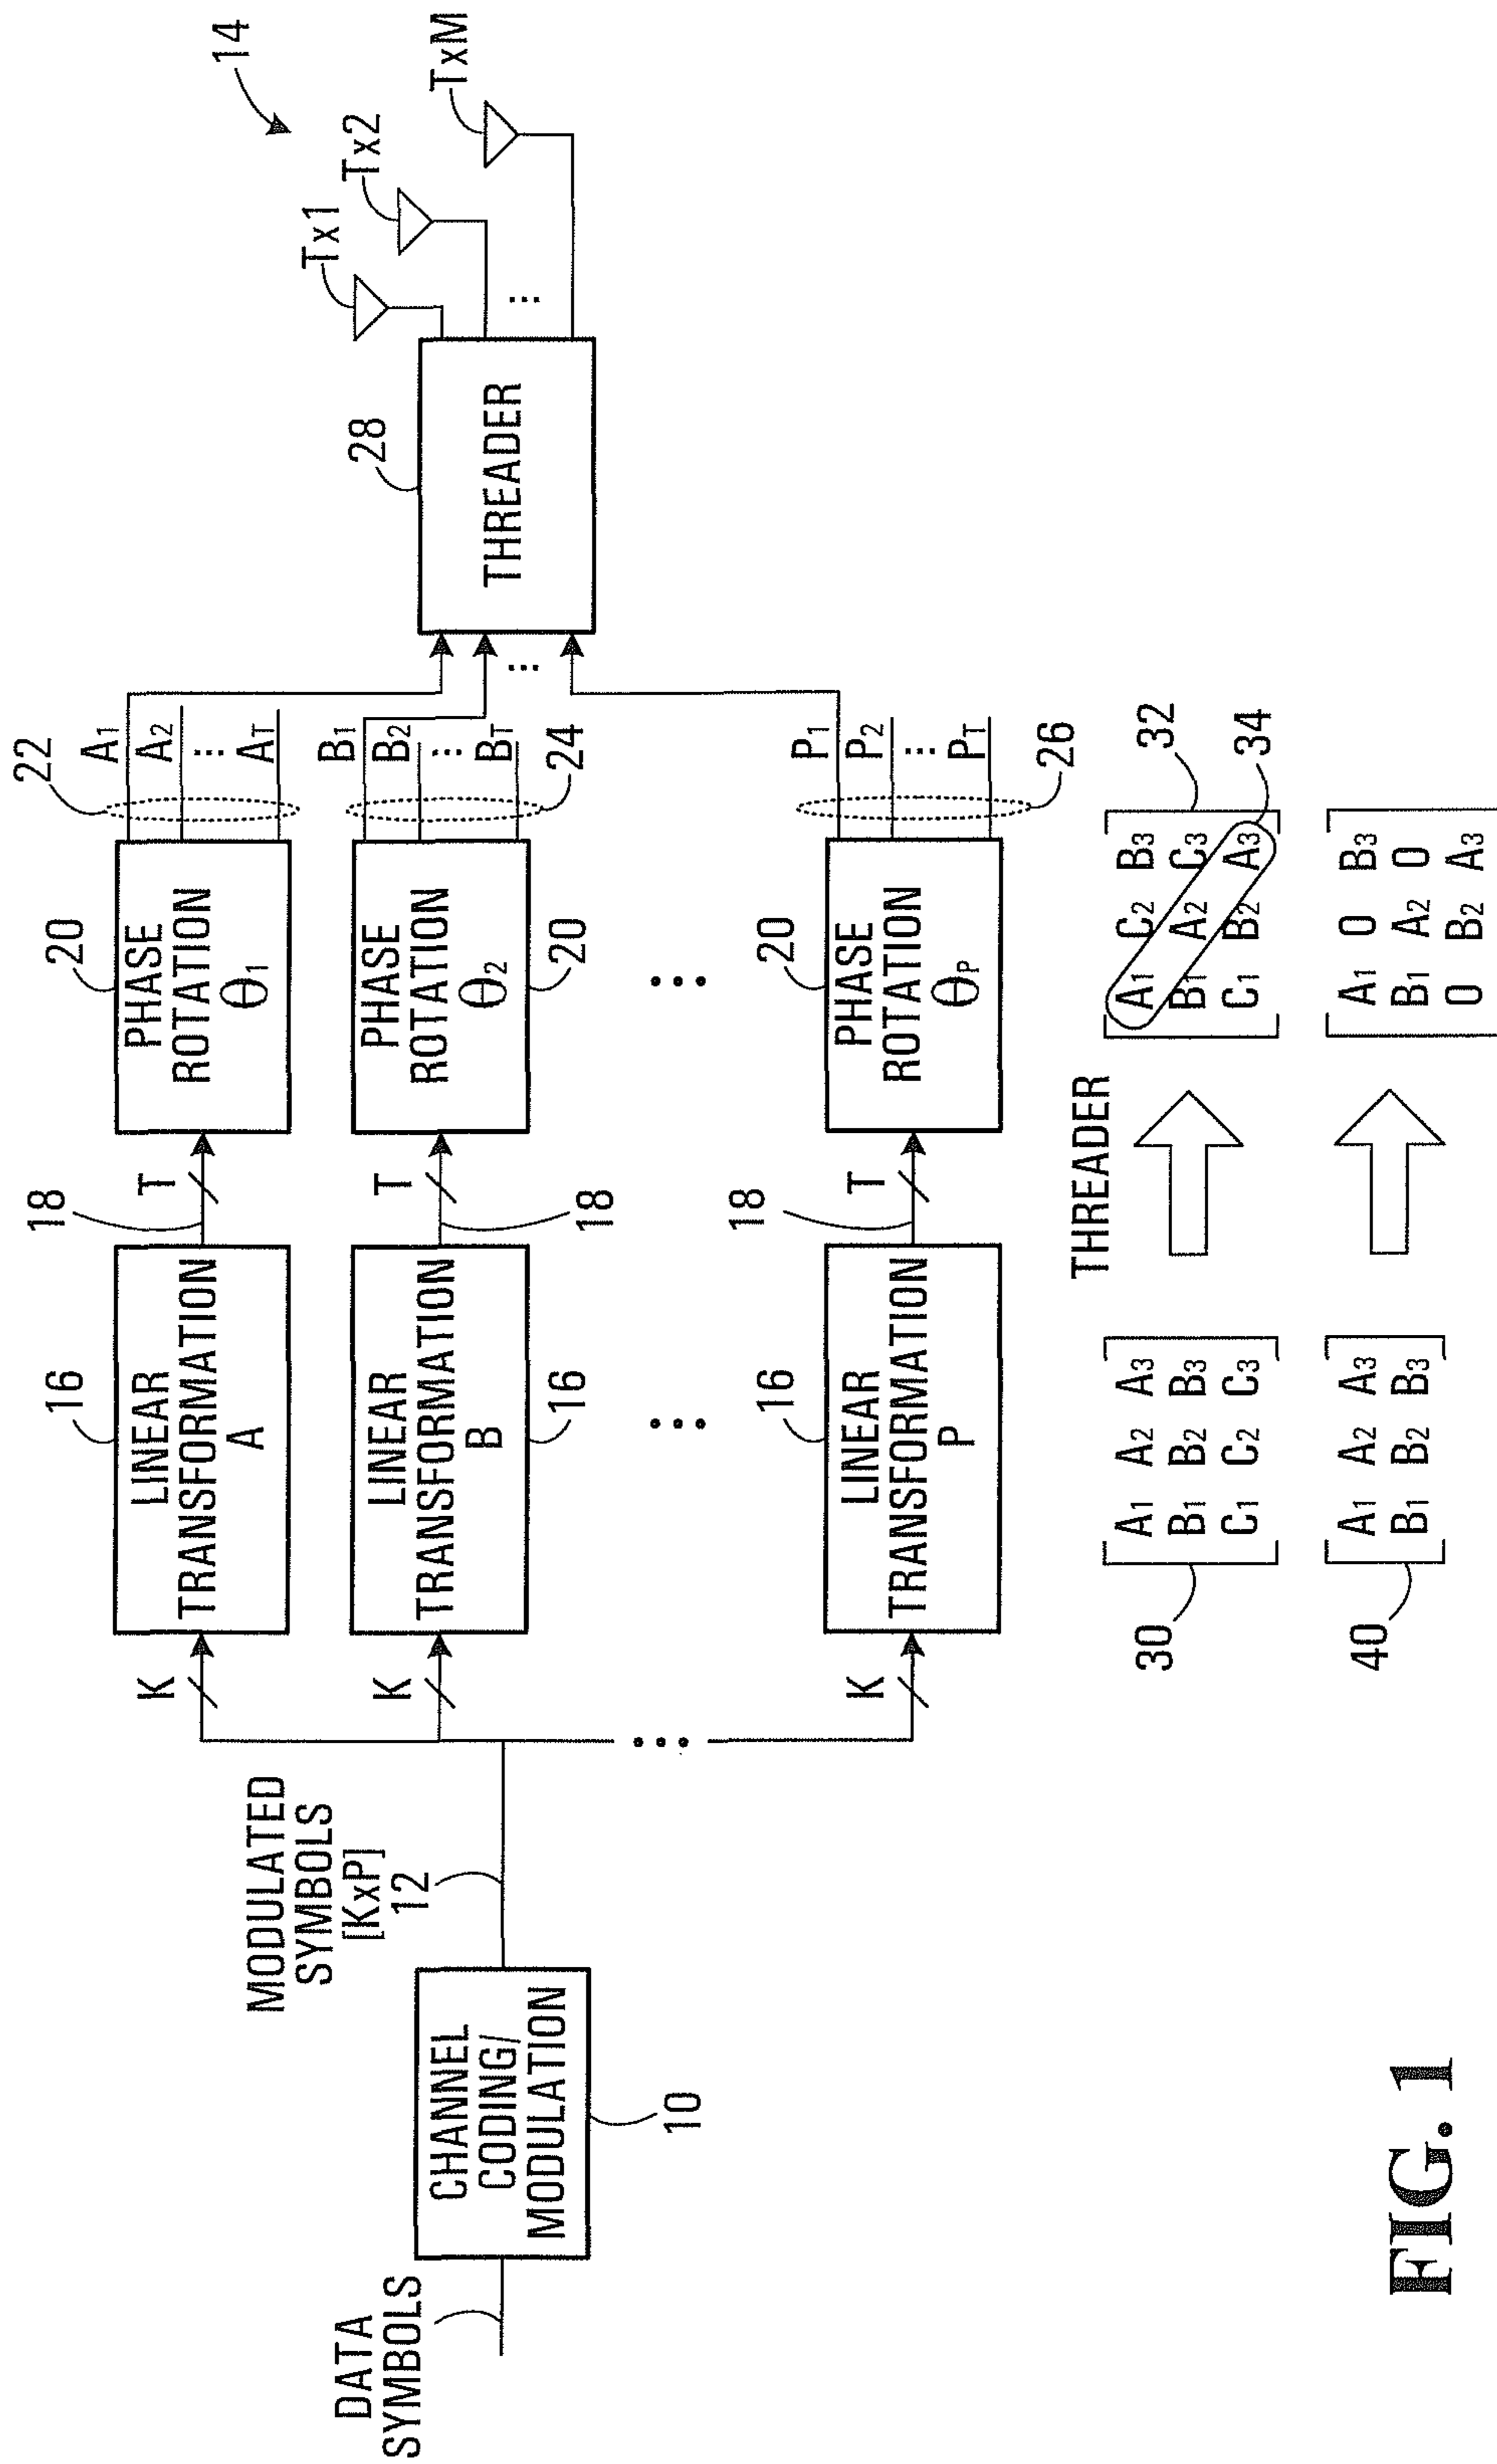 DATA
SYMBOLS
CHANNEL
CODING/
MODULATION
10
MODULATED
SYMBOLS
[KxP]
12
K
16
LINEAR
TRANSFORMATION
A
18
T
20
PHASE
ROTATION
θ1
22
A1
A2
⋮
AT
K
LINEAR
TRANSFORMATION
B
16
T
18
PHASE
ROTATION
θ2
20
B1
B2
⋮
BT
24
...
...
...
K
16
LINEAR
TRANSFORMATION
P
18
T
20
PHASE
ROTATION
θP
P1
P2
⋮
PT
26
...
28
THREADER
...
Tx1
Tx2
TxM
14
THREADER
A1 A2 A3
B1 B2 B3
C1 C2 C3
30
A1 C2 B3
B1 A2 C3
C1 B2 A3
32
34
A1 A2 A3
B1 B2 B3
40
A1 0 B3
B1 A2 0
0 B2 A3
FIG. 1